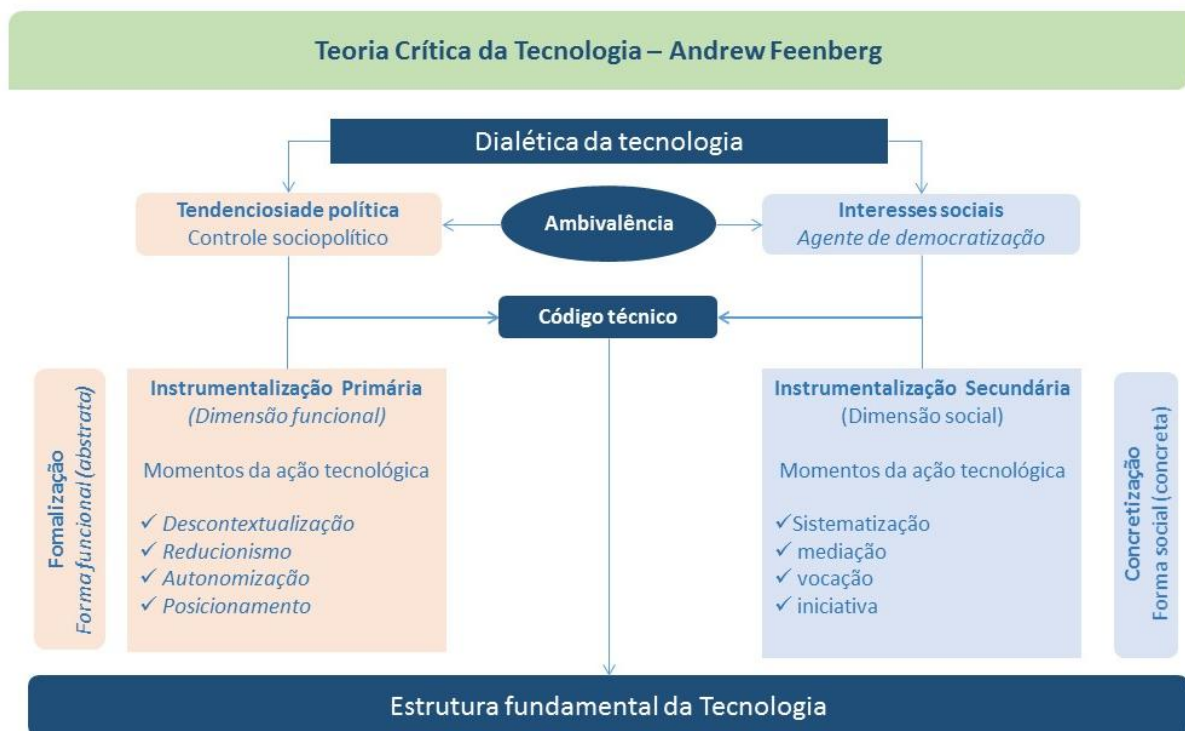 Teoria Crítica da Tecnologia – Andrew Feenberg
Dialética da tecnologia
Tendenciosiade política
Controle sociopolítico
Ambivalência
Interesses sociais
Agente de democratização
Código técnico
Fomalização
Forma funcional (abstrata)
Instrumentalização Primária
(Dimensão funcional)
Momentos da ação tecnológica
✓ Descontextualização
✓ Reducionismo
✓ Autonomização
✓ Posicionamento
Instrumentalização Secundária
(Dimensão social)
Momentos da ação tecnológica
✓Sistematização
✓ mediação
✓ vocação
✓ iniciativa
Concretização
Forma social (concreta)
Estrutura fundamental da Tecnologia